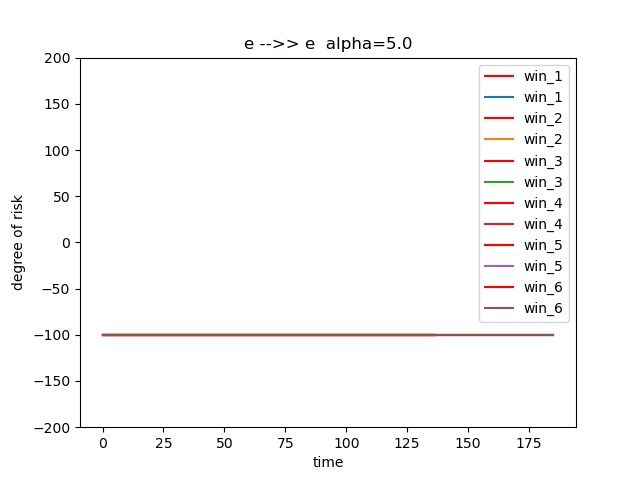 e -->> e  alpha=5.0
200
150
100
50
0
−50
−100
−150
−200
degree of risk
0
25
50
75
100
125
150
175
time
win_1
win_1
win_2
win_2
win_3
win_3
win_4
win_4
win_5
win_5
win_6
win_6